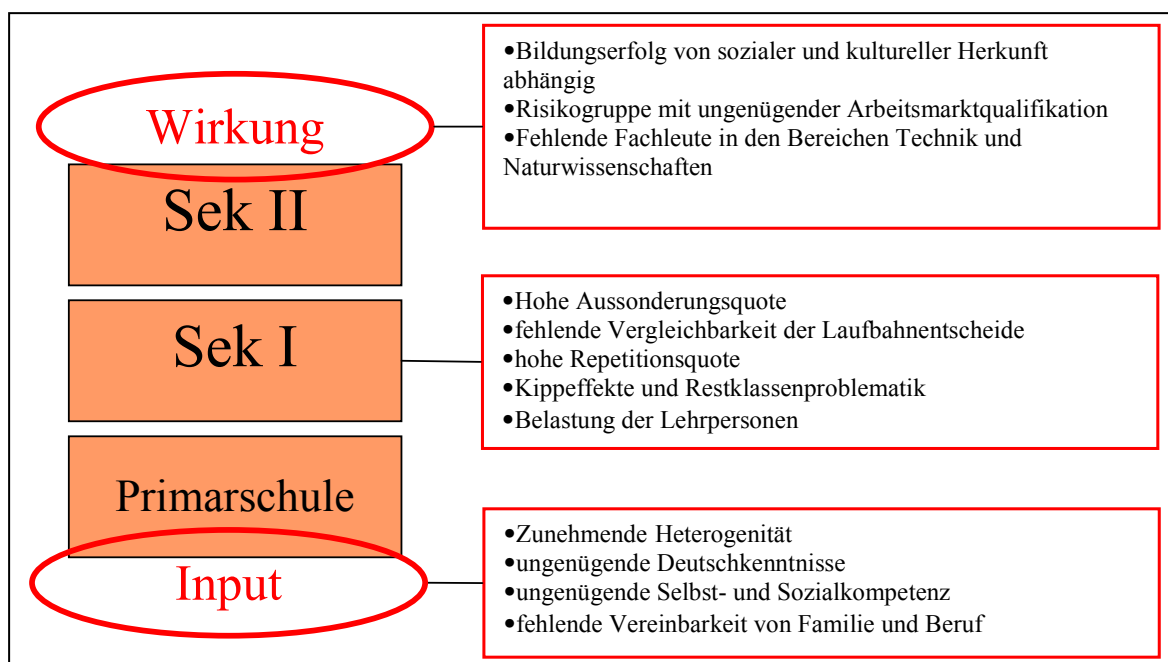 Wirkung
•Bildungserfolg von sozialer und kultureller Herkunft
abhängig
•Risikogruppe mit ungenügender Arbeitsmarktqualifikation
•Fehlende Fachleute in den Bereichen Technik und
Naturwissenschaften
Sek II
Sek I
•Hohe Aussonderungsquote
•fehlende Vergleichbarkeit der Laufbahnentscheide
•hohe Repetitionsquote
•Kippeffekte und Restklassenproblematik
•Belastung der Lehrpersonen
Primarschule
Input
•Zunehmende Heterogenität
•ungenügende Deutschkenntnisse
•ungenügende Selbst- und Sozialkompetenz
•fehlende Vereinbarkeit von Familie und Beruf